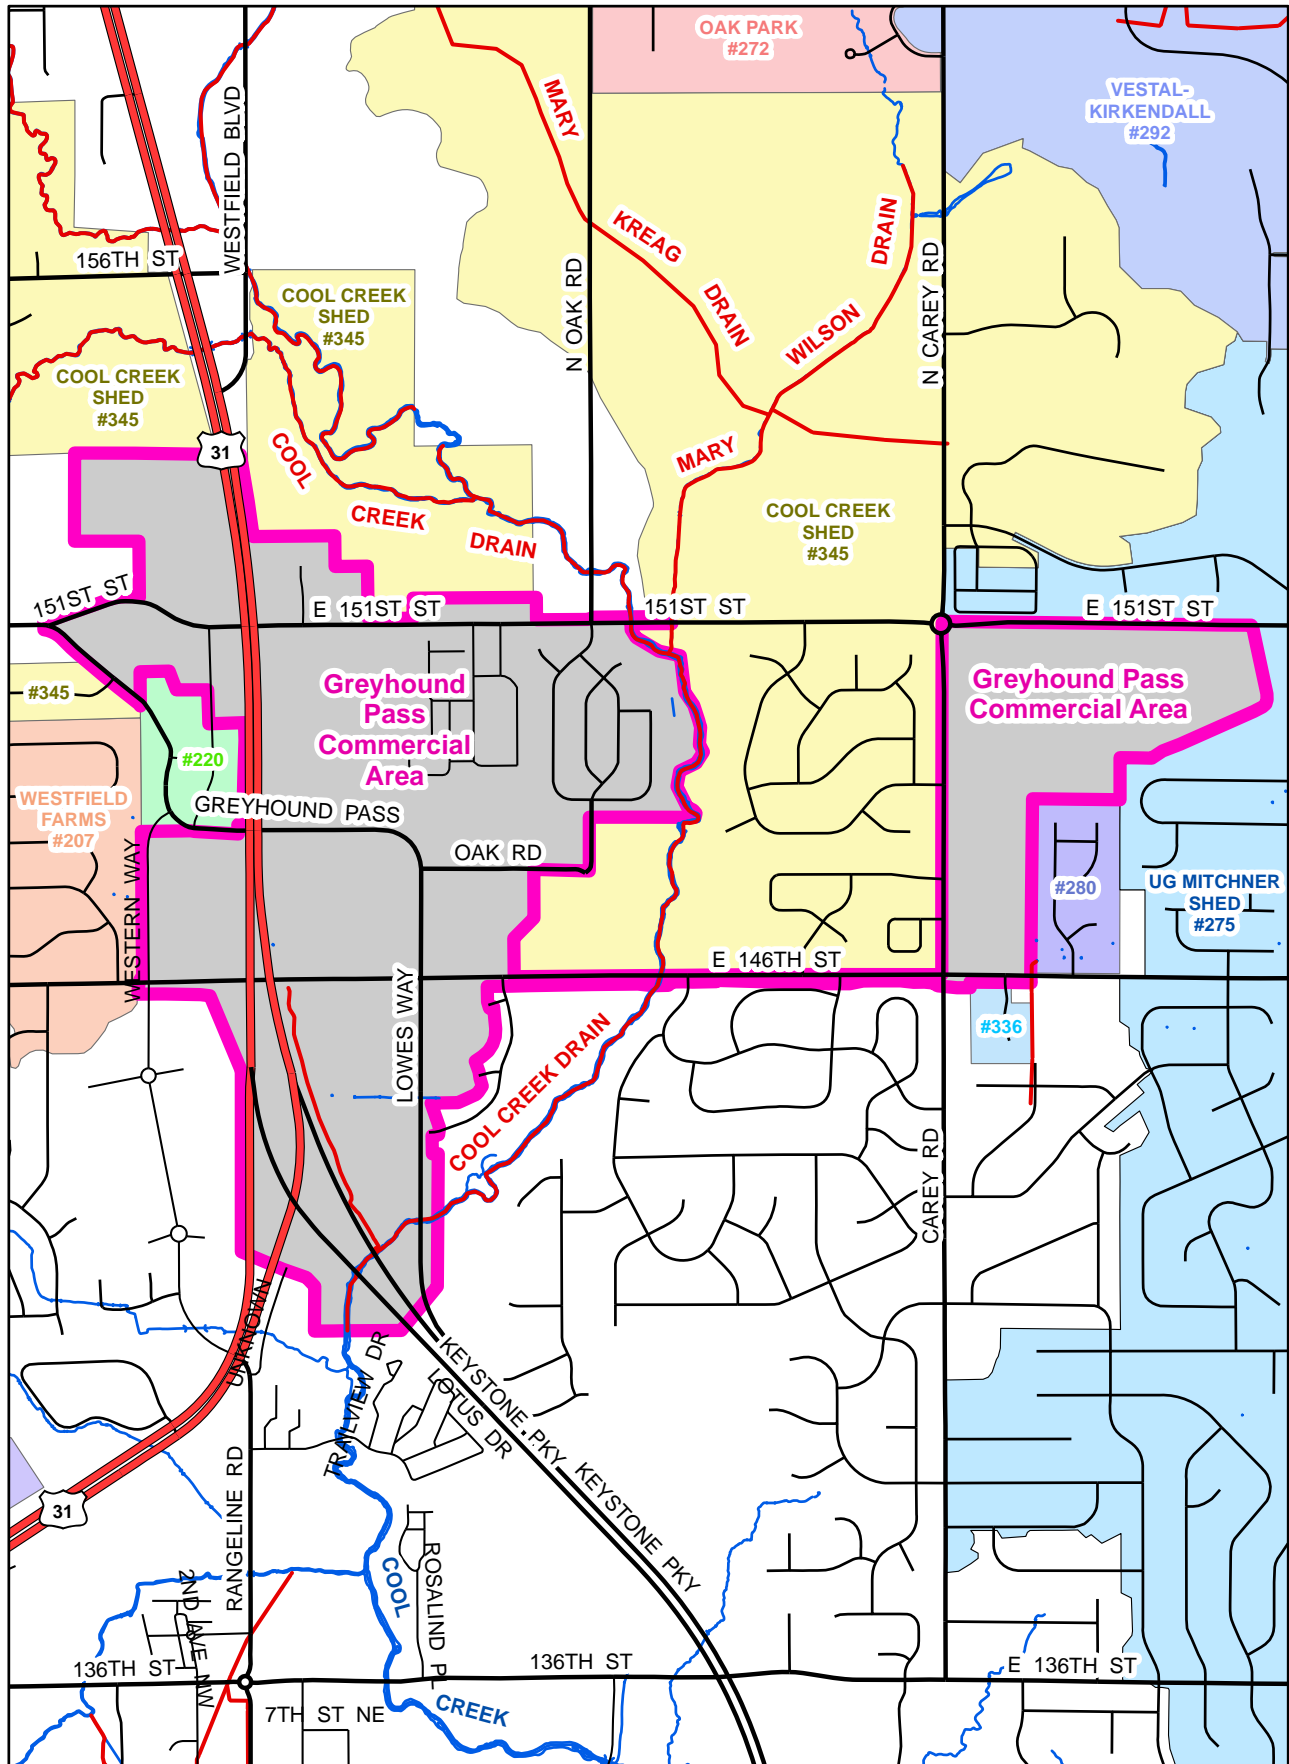 OAK PARK
#272
VESTAL-
KIRKENDALL
#292
WESTFIELD BLVD
MARY
KREAG
DRAIN
DRAIN
WILSON
MARY
N OAK RD
N CAREY RD
156TH ST
COOL CREEK
SHED
#345
COOL CREEK
SHED
#345
31
COOL
CREEK
DRAIN
COOL CREEK
SHED
#345
151ST ST
E 151ST ST
151ST ST
E 151ST ST
Greyhound
Pass
Commercial
Area
Greyhound Pass
Commercial Area
#345
#220
WESTFIELD
FARMS
#207
GREYHOUND PASS
OAK RD
WESTERN WAY
#280
UG MITCHNER
SHED
#275
E 146TH ST
LOWES WAY
COOL CREEK DRAIN
#336
CAREY RD
UNKNOWN
TRAILVIEW DR
KEYSTONE PKY
LOTUS DR
KEYSTONE PKY
31
RANGELINE RD
COOL
ROSALIND PL
2ND AVE NW
136TH ST
136TH ST
E 136TH ST
7TH ST NE
CREEK